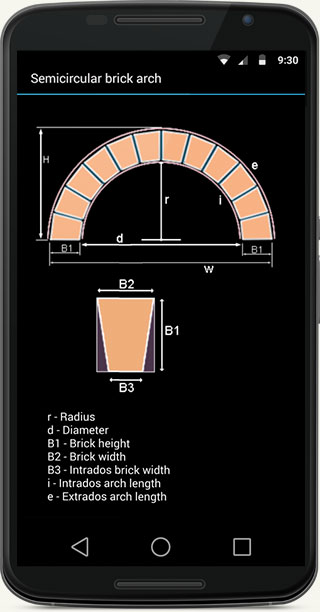 9:30
Semicircular brick arch
H
e
r
i
B1
d
B1
W
B2
B1
B3
r - Radius
d - Diameter
B1 - Brick height
B2 - Brick width
B3 - Intrados brick width
i - Intrados arch length
e - Extrados arch length